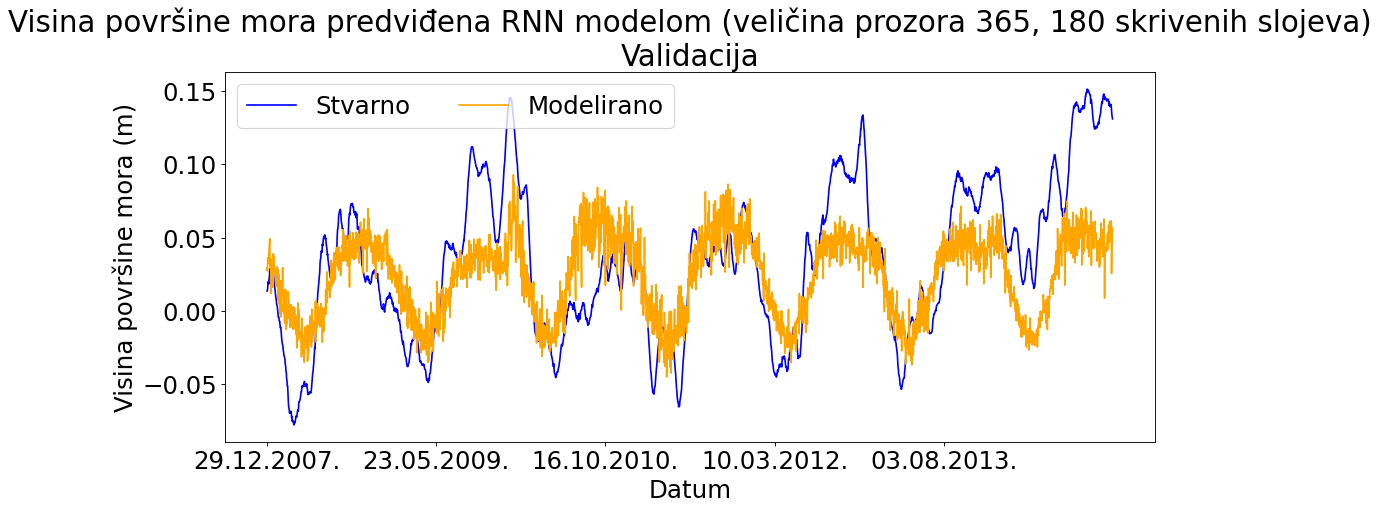 Visina površine mora predviđena RNN modelom (veličina prozora 365, 180 skrivenih slojeva)
Validacija
Stvarno
Modelirano
Visina površine mora (m)
0.15
0.10
0.05
0.00
−0.05
29.12.2007.
23.05.2009.
16.10.2010.
10.03.2012.
03.08.2013.
Datum